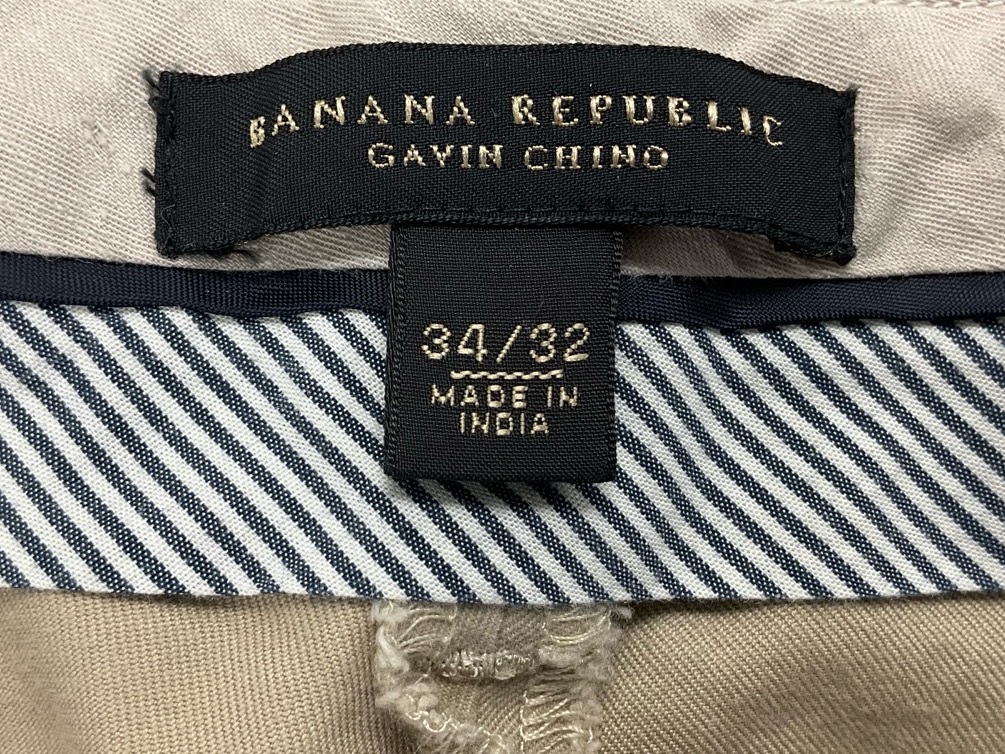 BANANA REPUBLIC
GAVIN CHINO
34/32
MADE IN
INDIA